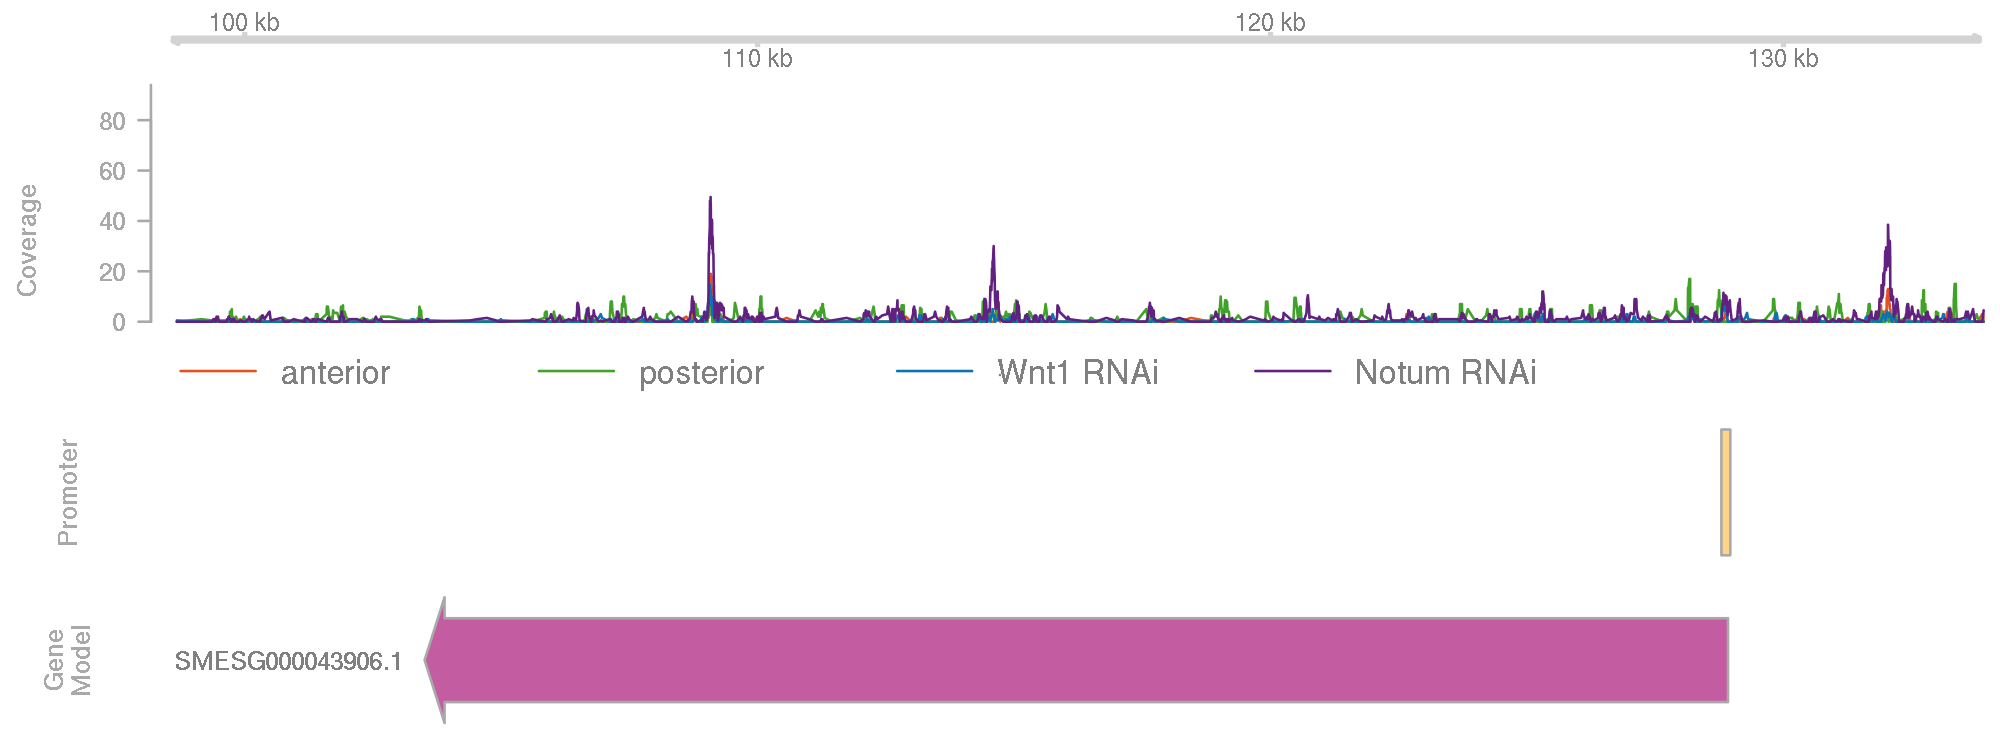 100 kb
120 kb
110 kb
130 kb
Coverage
80
60
40
20
0
anterior
posterior
Wnt1 RNAi
Notum RNAi
Promoter
Gene
Model
SMESG000043906.1